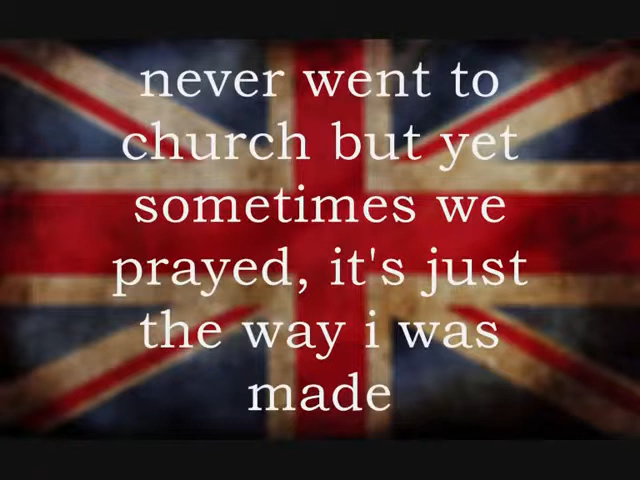 never went to
church but yet
sometimes we
prayed, it's just
the way i was
made